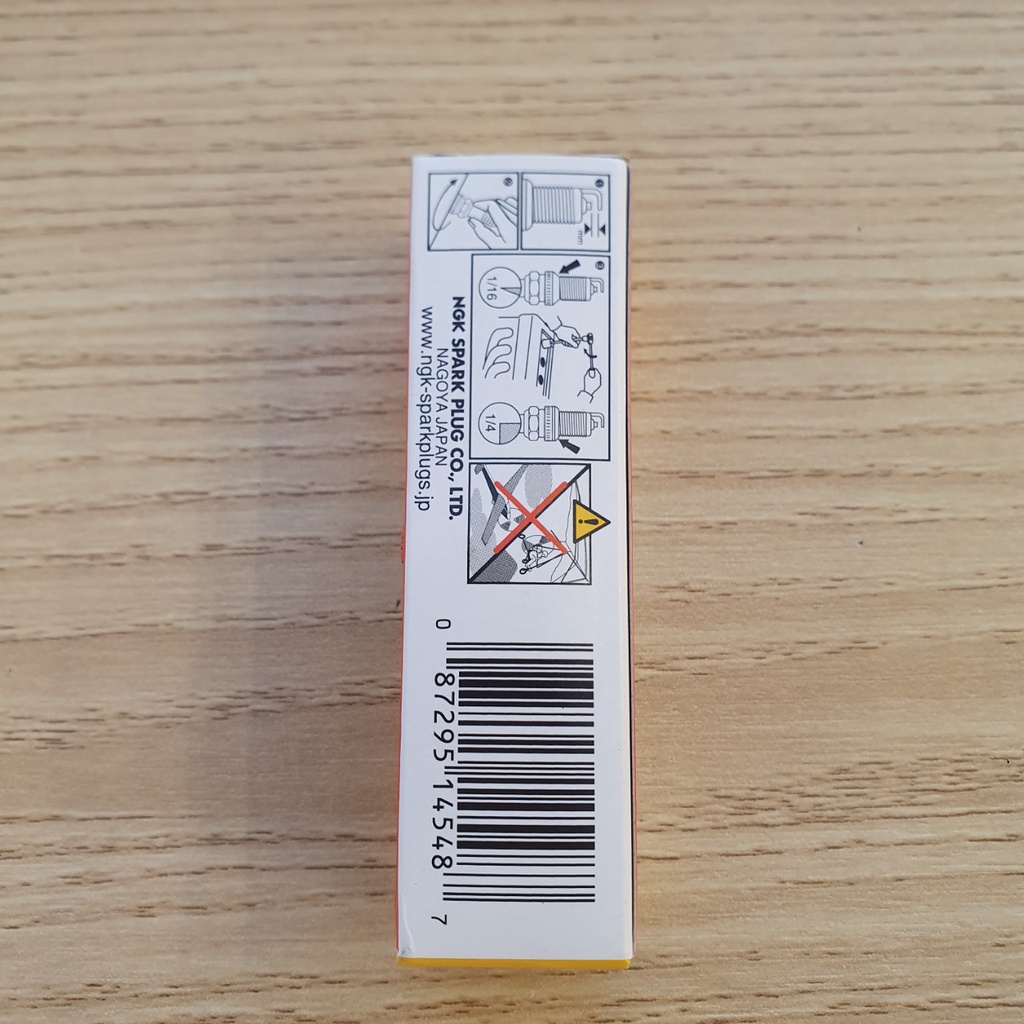 mm
1/16
1/4
NGK SPARK PLUG CO., LTD.
NAGOYA JAPAN
www.ngk-sparkplugs.jp
0 87295 14548 7